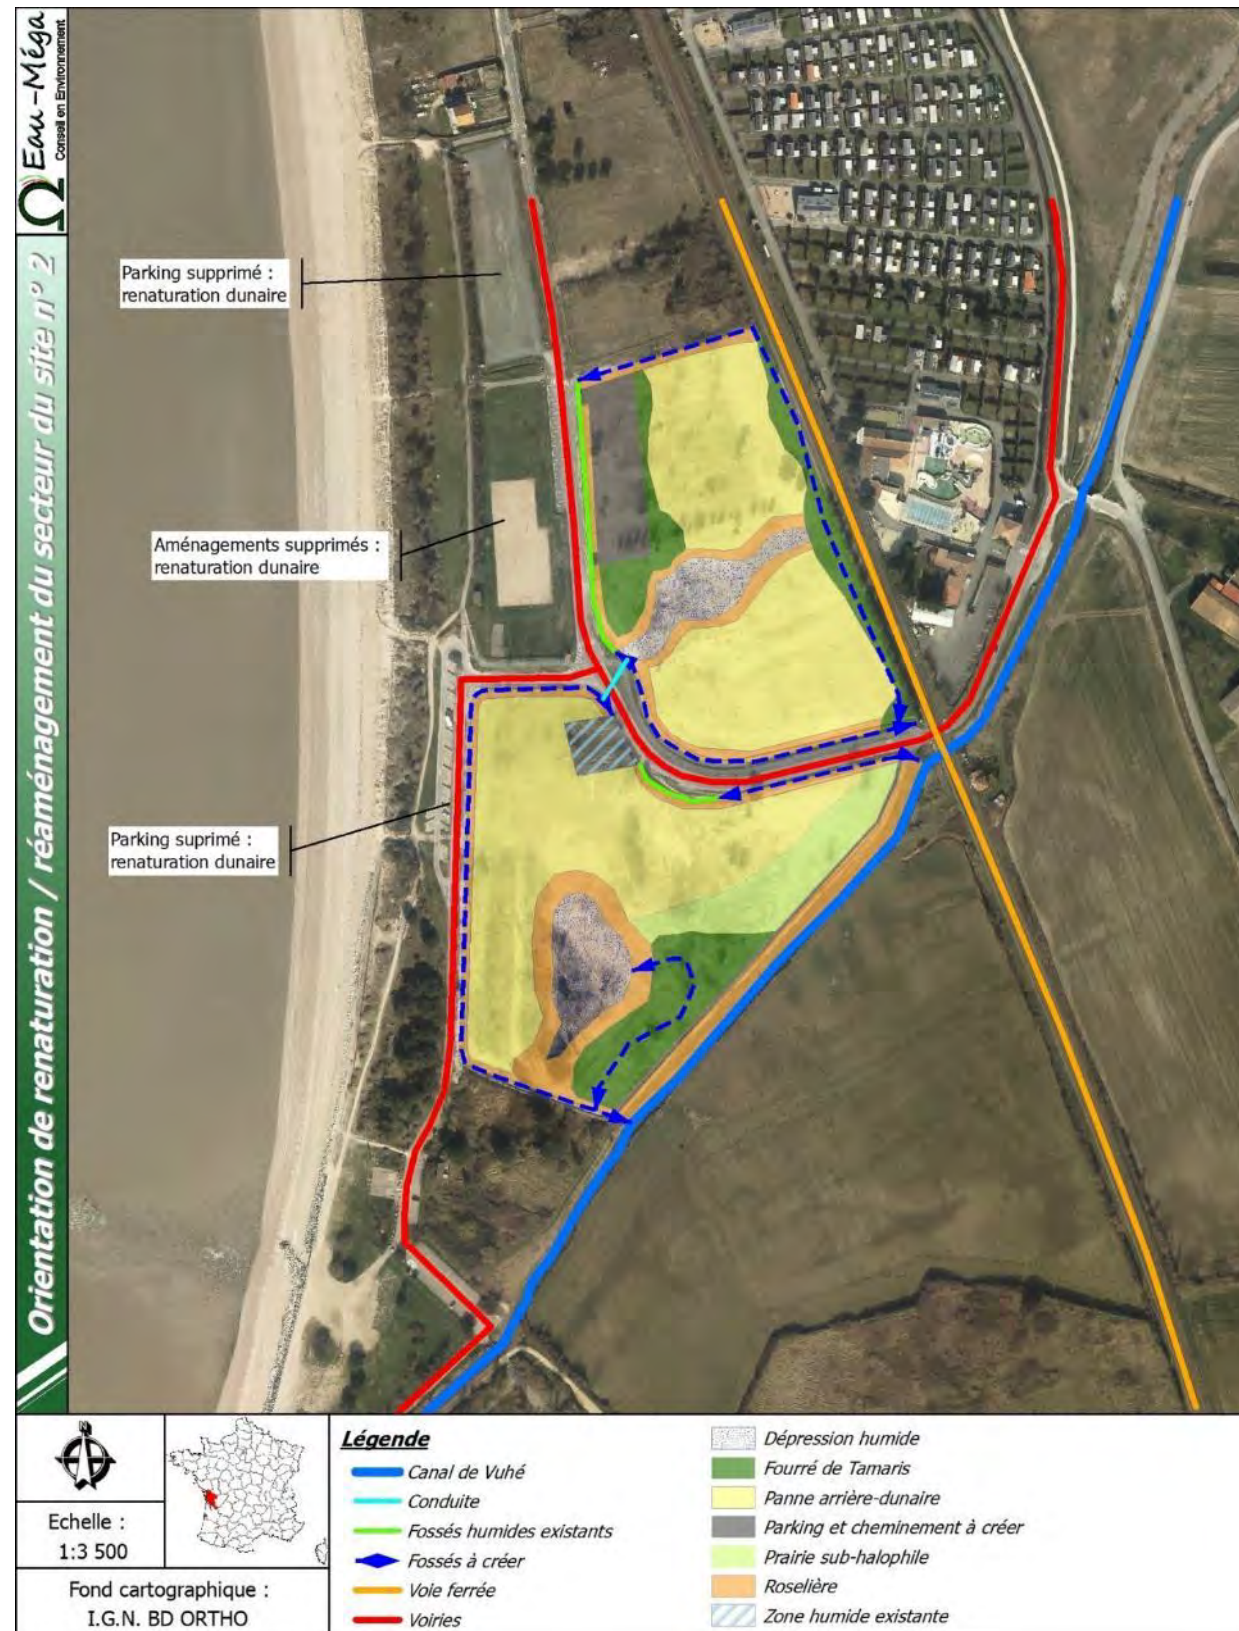 Eau-Méga
Conseil en Environnement
Orientation de renaturation / réaménagement du secteur du site n° 2
Parking supprimé :
renaturation dunaire
Aménagements supprimés :
renaturation dunaire
Parking suprimé :
renaturation dunaire
N
Echelle :
1:3 500
Fond cartographique :
I.G.N. BD ORTHO
Légende
Canal de Vuhé
Conduite
Fossés humides existants
Fossés à créer
Voie ferrée
Voiries
Dépression humide
Fourré de Tamaris
Panne arrière-dunaire
Parking et cheminement à créer
Prairie sub-halophile
Roselière
Zone humide existante